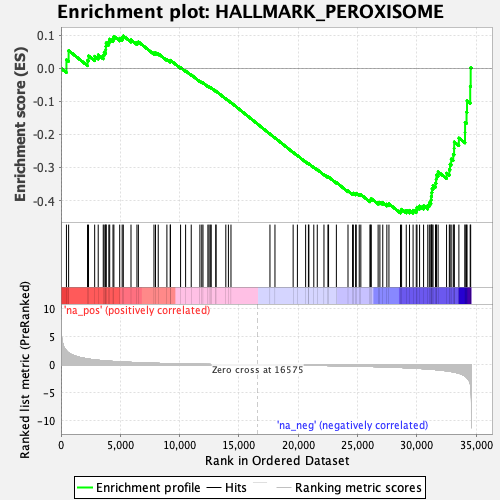 Enrichment plot: HALLMARK_PEROXISOME
Enrichment score (ES)
0.1
0.0
-0.1
-0.2
-0.3
-0.4
'na_pos' (positively correlated)
Ranked list metric (PreRanked)
10
5
0
-5
-10
Zero cross at 16575
'na_neg' (negatively correlated)
0
5,000
10,000
15,000
20,000
25,000
30,000
35,000
Rank in Ordered Dataset
Enrichment profile
Hits
Ranking metric scores